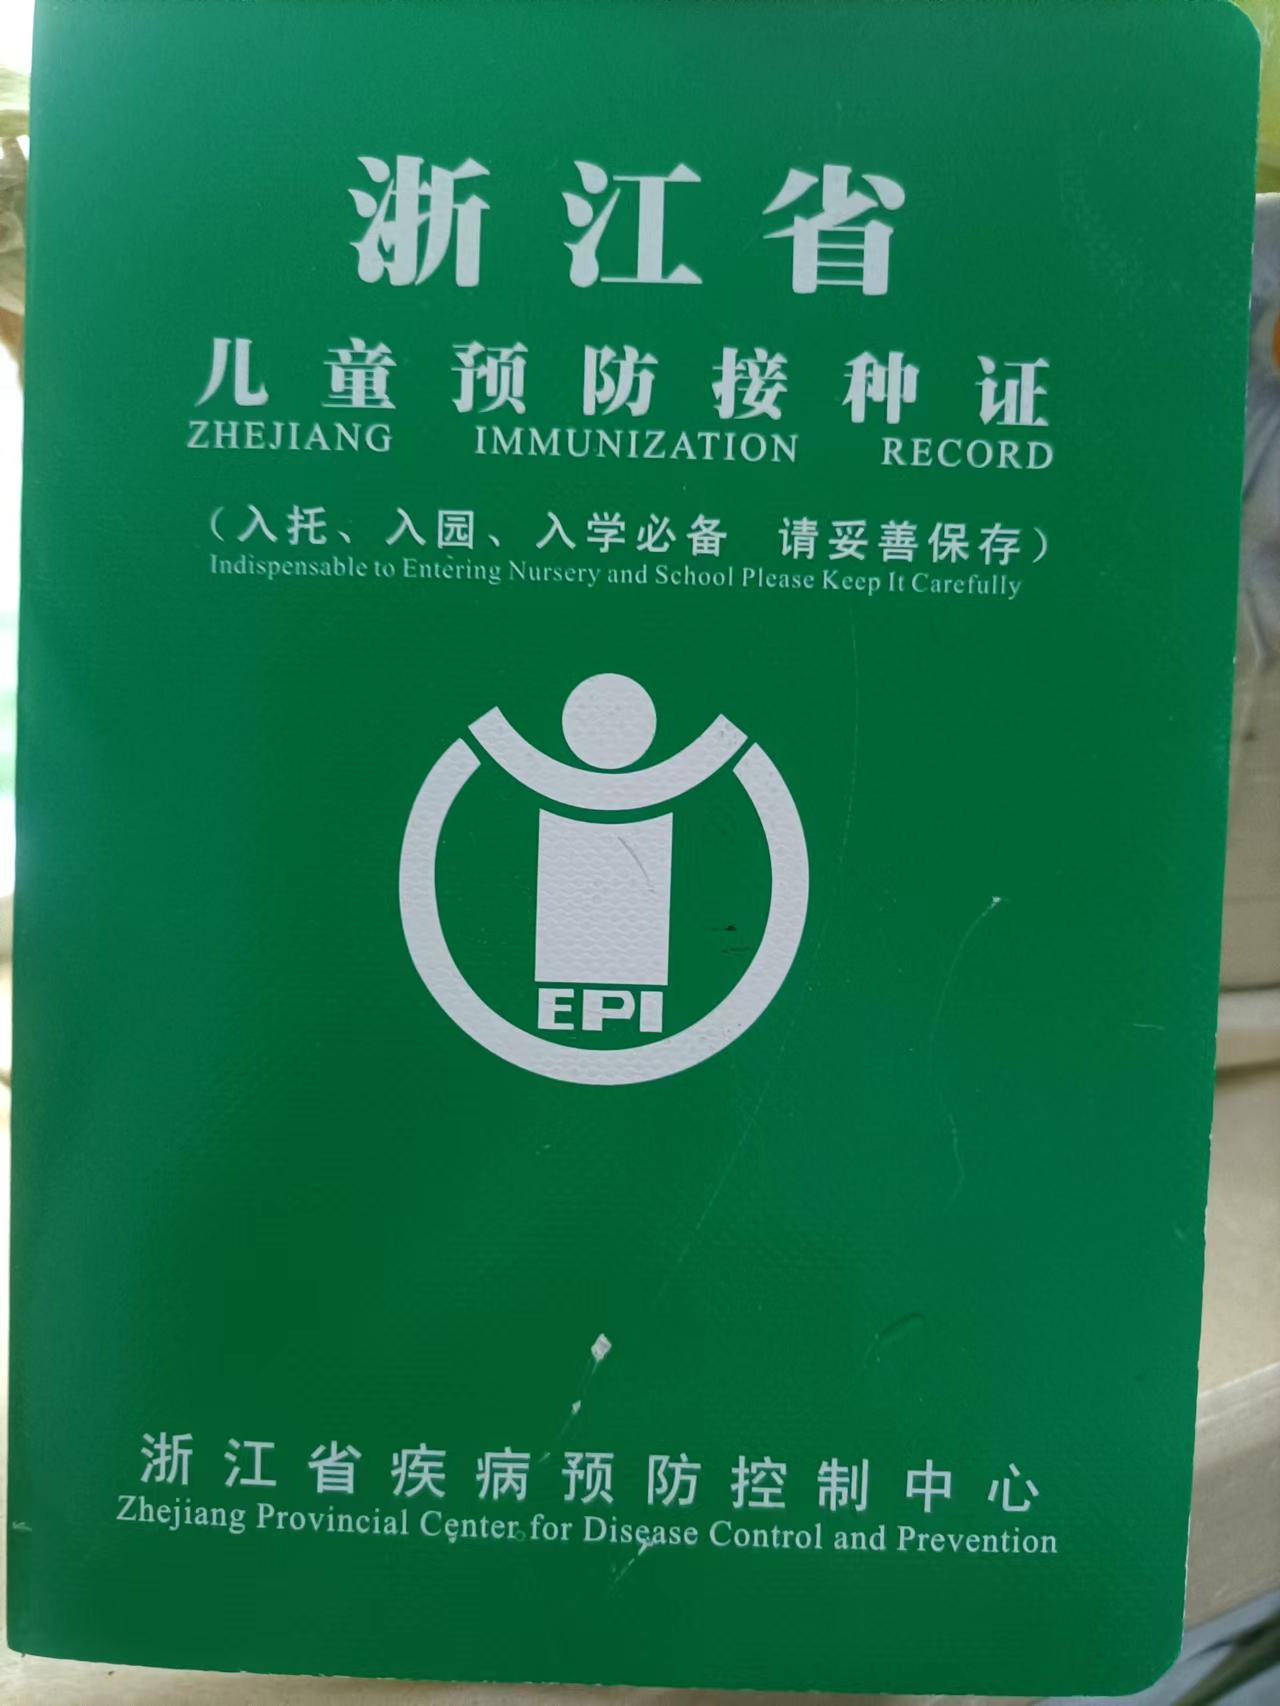 浙江省
儿童预防接种证
ZHEJIANG IMMUNIZATION RECORD
（入托、入园、入学必备 请妥善保存）
Indispensable to Entering Nursery and School Please Keep It Carefully
EPI
浙江省疾病预防控制中心
Zhejiang Provincial Center for Disease Control and Prevention